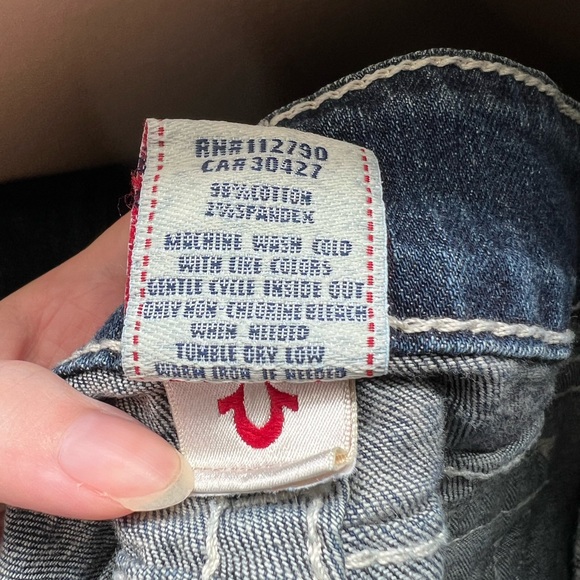 RN#112790
CA# 30427
98%COTTON
2%SPANDEX
MACHINE WASH COLD
WITH LIKE COLORS
GENTLE CYCLE INSIDE OUT
ONLY NON-CHLORINE BLEACH
WHEN NEEDED
TUMBLE DRY LOW
WARM IRON IF NEEDED